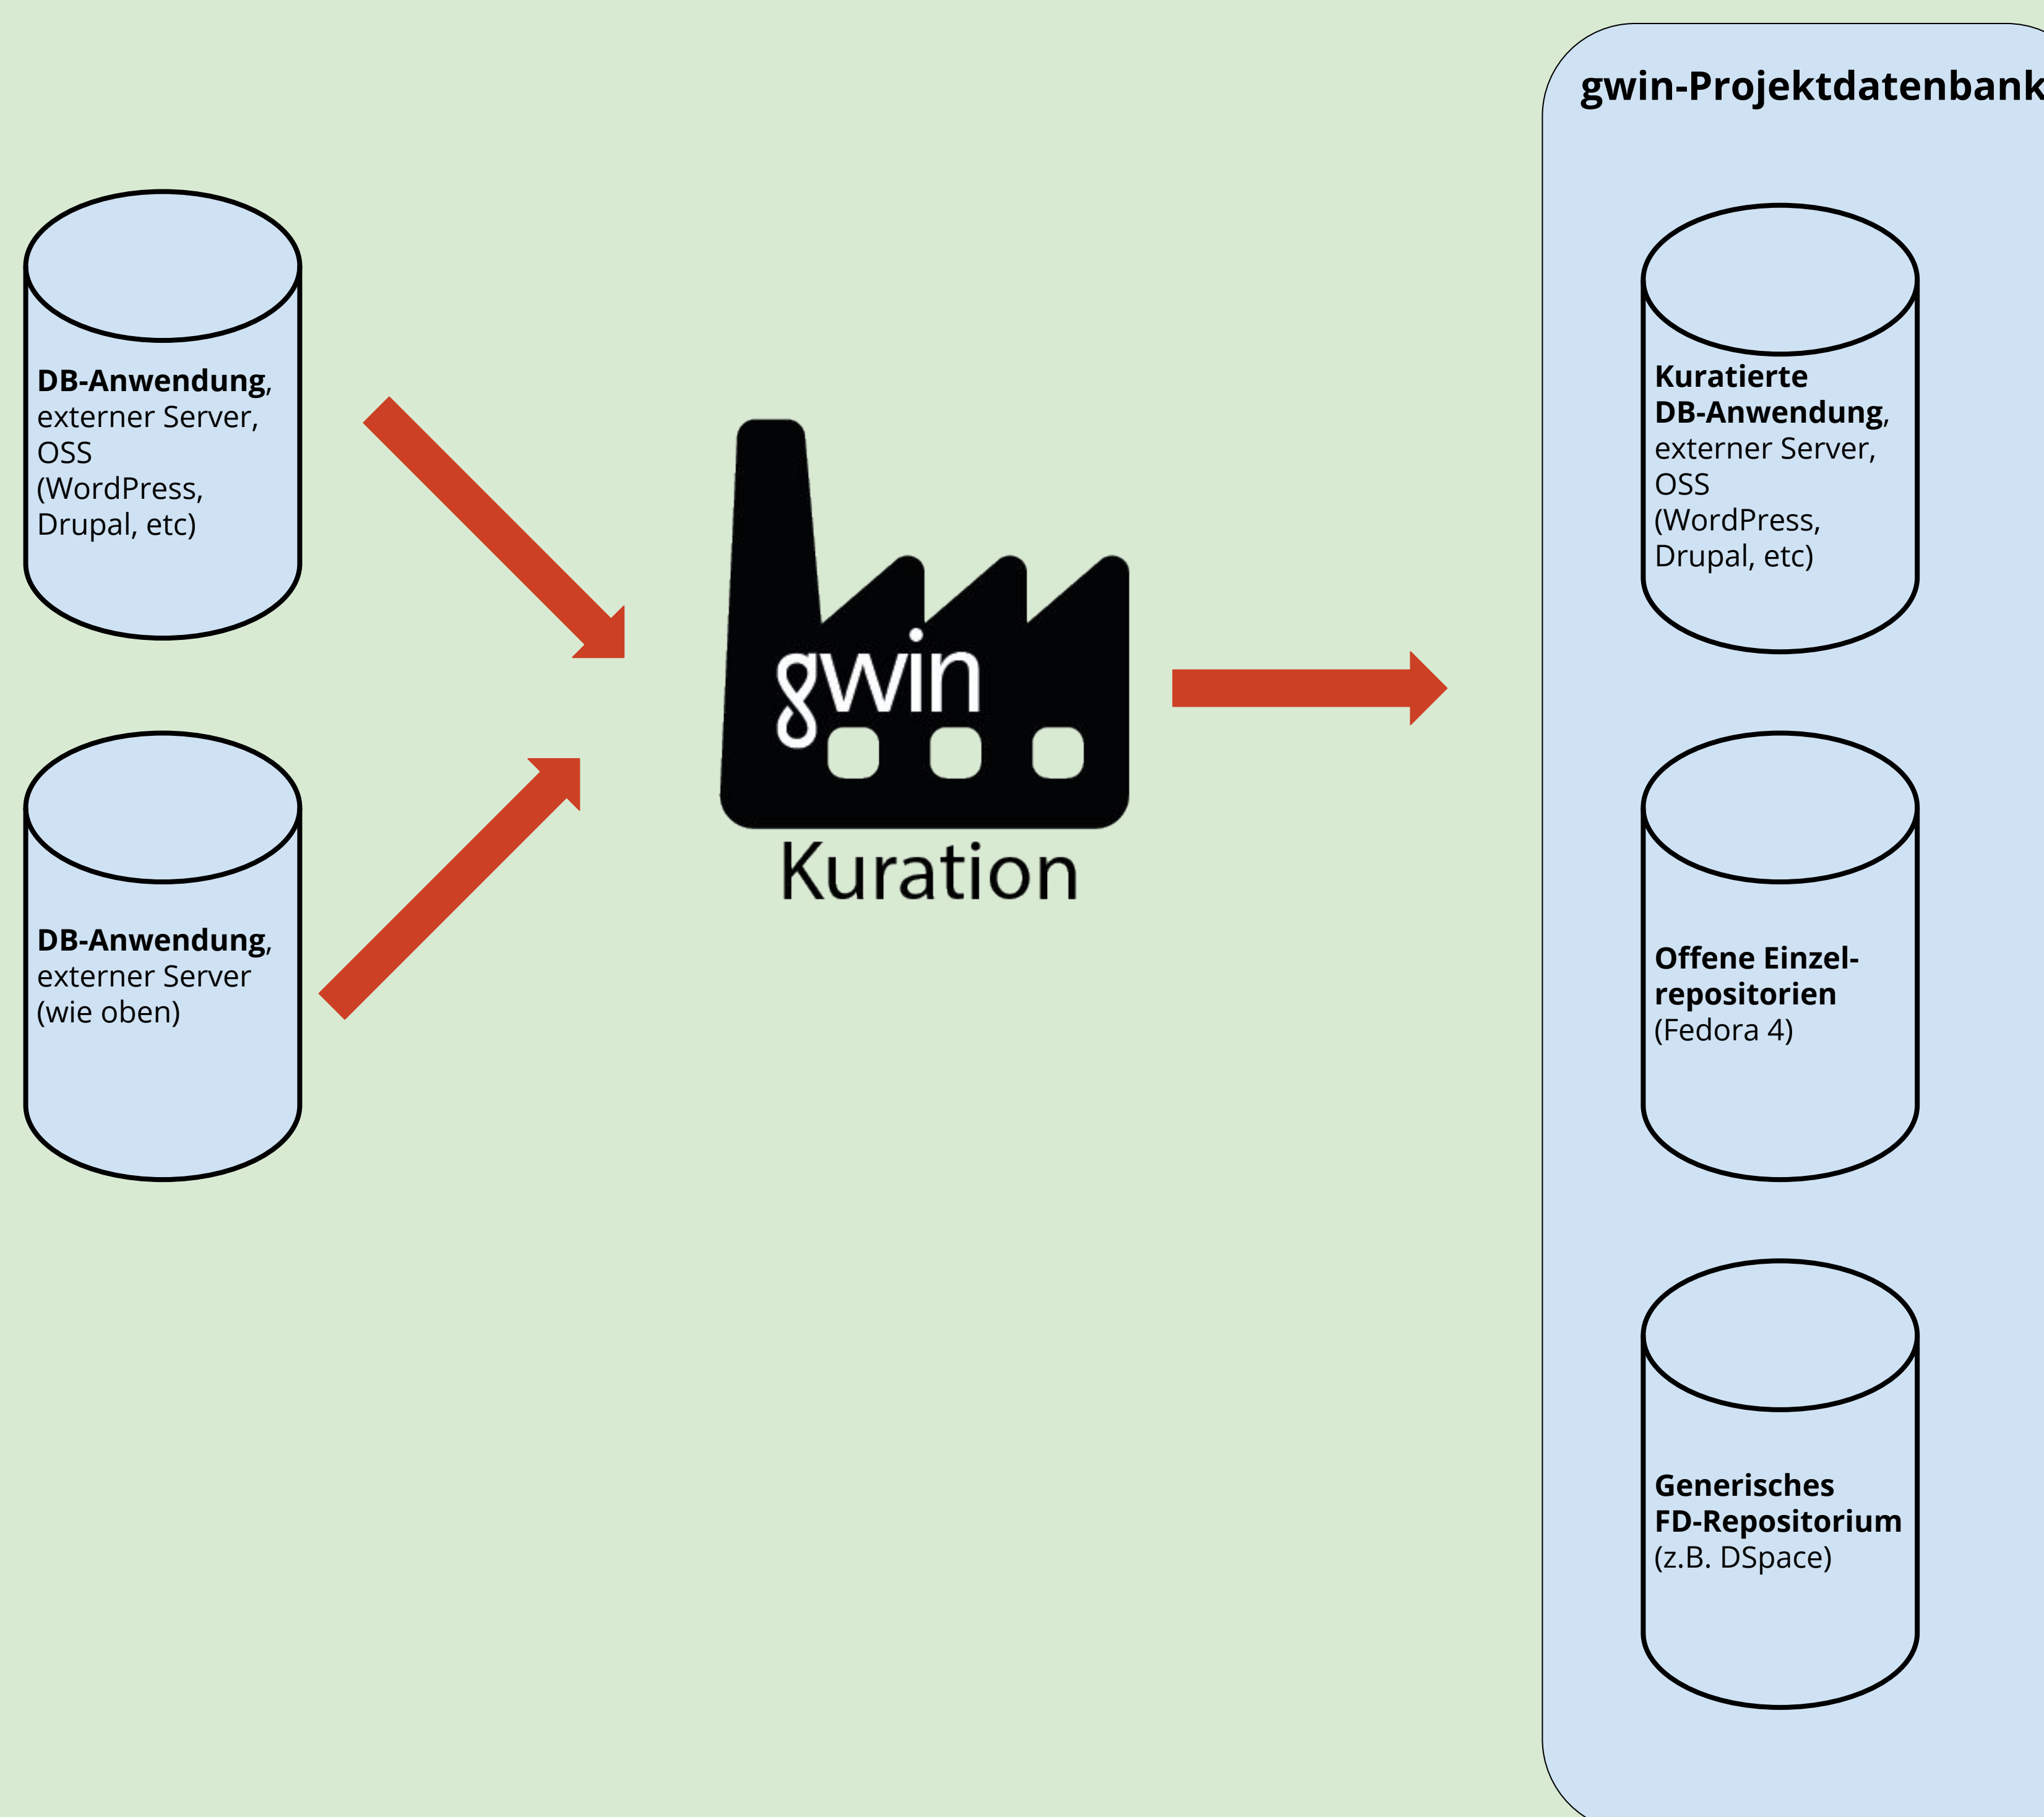 gwin-Projektdatenbank
DB-Anwendung,
externer Server,
OSS
(WordPress,
Drupal, etc)
DB-Anwendung,
externer Server
(wie oben)
gwin
Kuration
Kuratierte
DB-Anwendung,
externer Server,
OSS
(WordPress,
Drupal, etc)
Offene Einzel-
repositorien
(Fedora 4)
Generisches
FD-Repositorium
(z.B. DSpace)